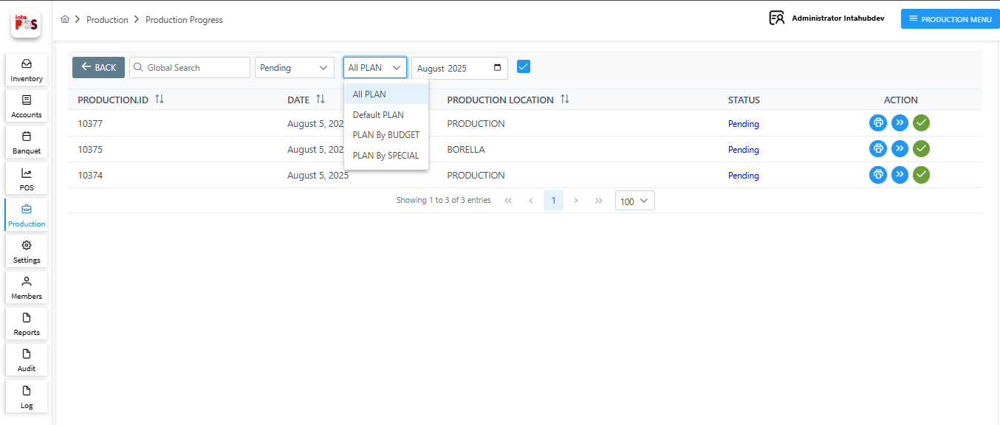 inta
POS
Production
Production Progress
Administrator Intahubdev
PRODUCTION MENU
Inventory
Accounts
Banquet
POS
Production
Settings
Members
Reports
Audit
Log
BACK
Global Search
Pending
All PLAN
August 2025
All PLAN
Default PLAN
PLAN By BUDGET
PLAN By SPECIAL
PRODUCTION.ID DATE PRODUCTION LOCATION STATUS ACTION
10377 August 5, 202 PRODUCTION Pending
10375 August 5, 202 BORELLA Pending
10374 August 5, 2025 PRODUCTION Pending
Showing 1 to 3 of 3 entries « ‹ 1 › » 100